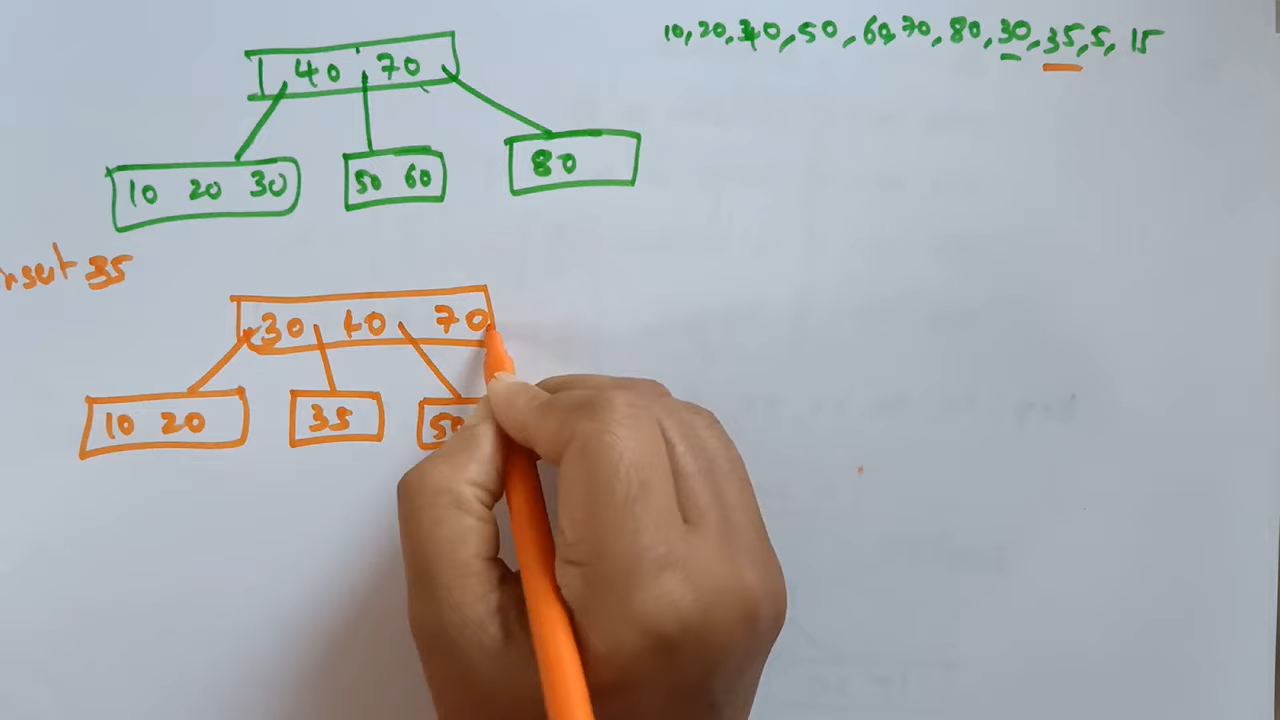 10, 20, 40, 50, 60, 70, 80, 30, 35, 5, 15
40 70
10 20 30 50 60 80
35
30 40 70
10 20 35 50